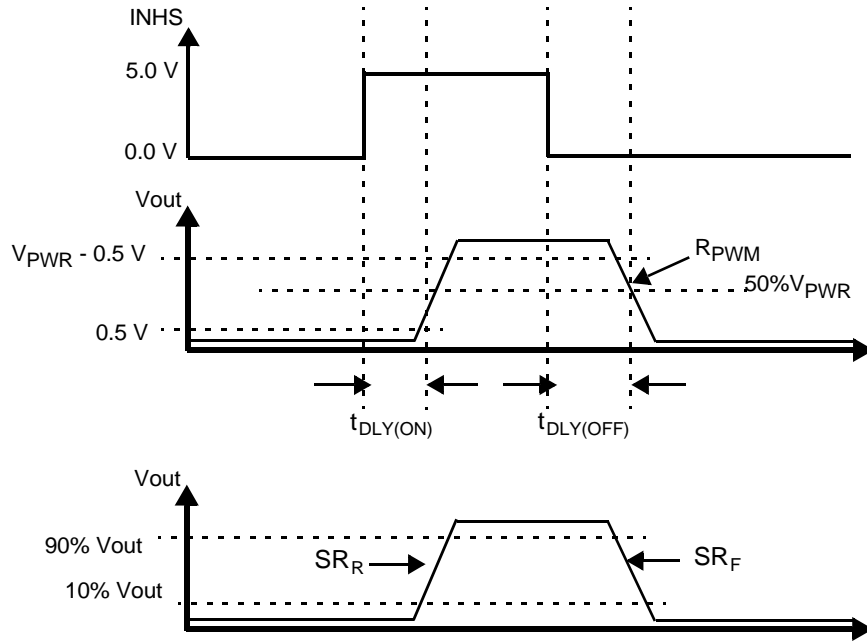 INHS
5.0 V
0.0 V
Vout
VPWR - 0.5 V
RPWM
50%VPWR
0.5 V
tDLY(ON)
tDLY(OFF)
Vout
90% Vout
SRR
SRF
10% Vout